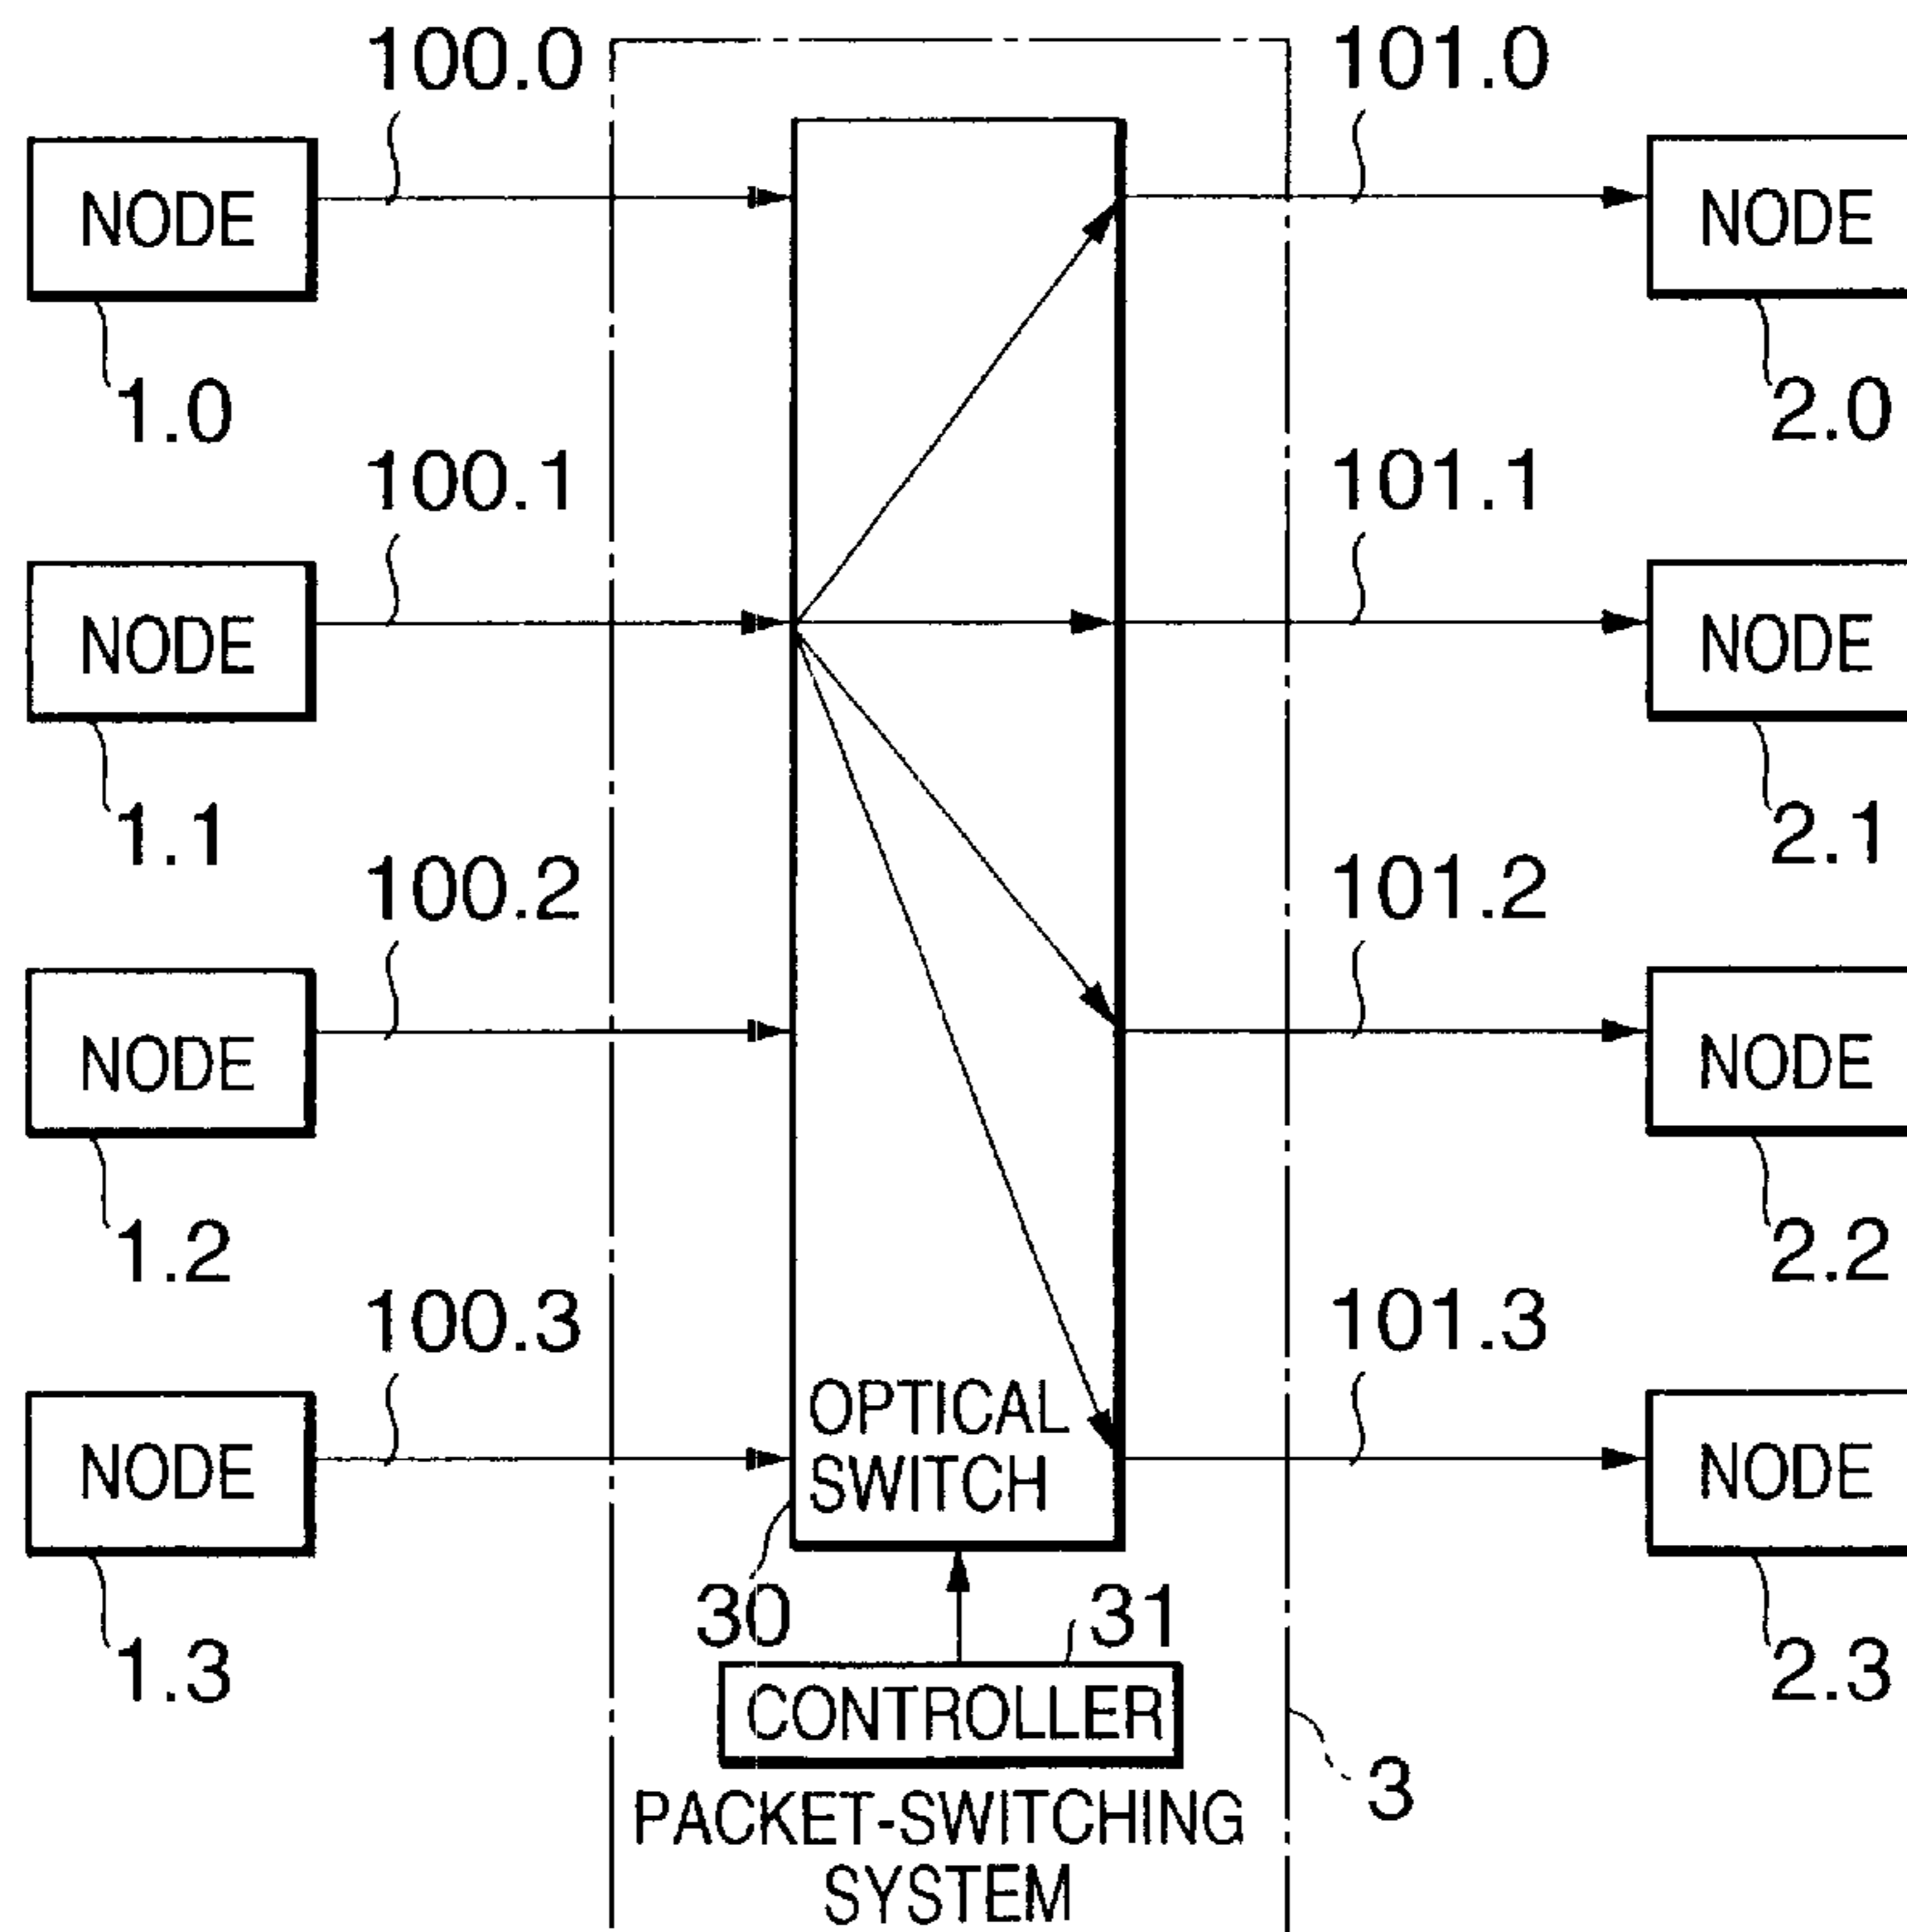 100.0
101.0
NODE
NODE
1.0
2.0
100.1
101.1
NODE
NODE
1.1
2.1
100.2
101.2
NODE
NODE
1.2
2.2
100.3
101.3
OPTICAL
SWITCH
NODE
NODE
30
31
1.3
2.3
CONTROLLER
3
PACKET-SWITCHING
SYSTEM